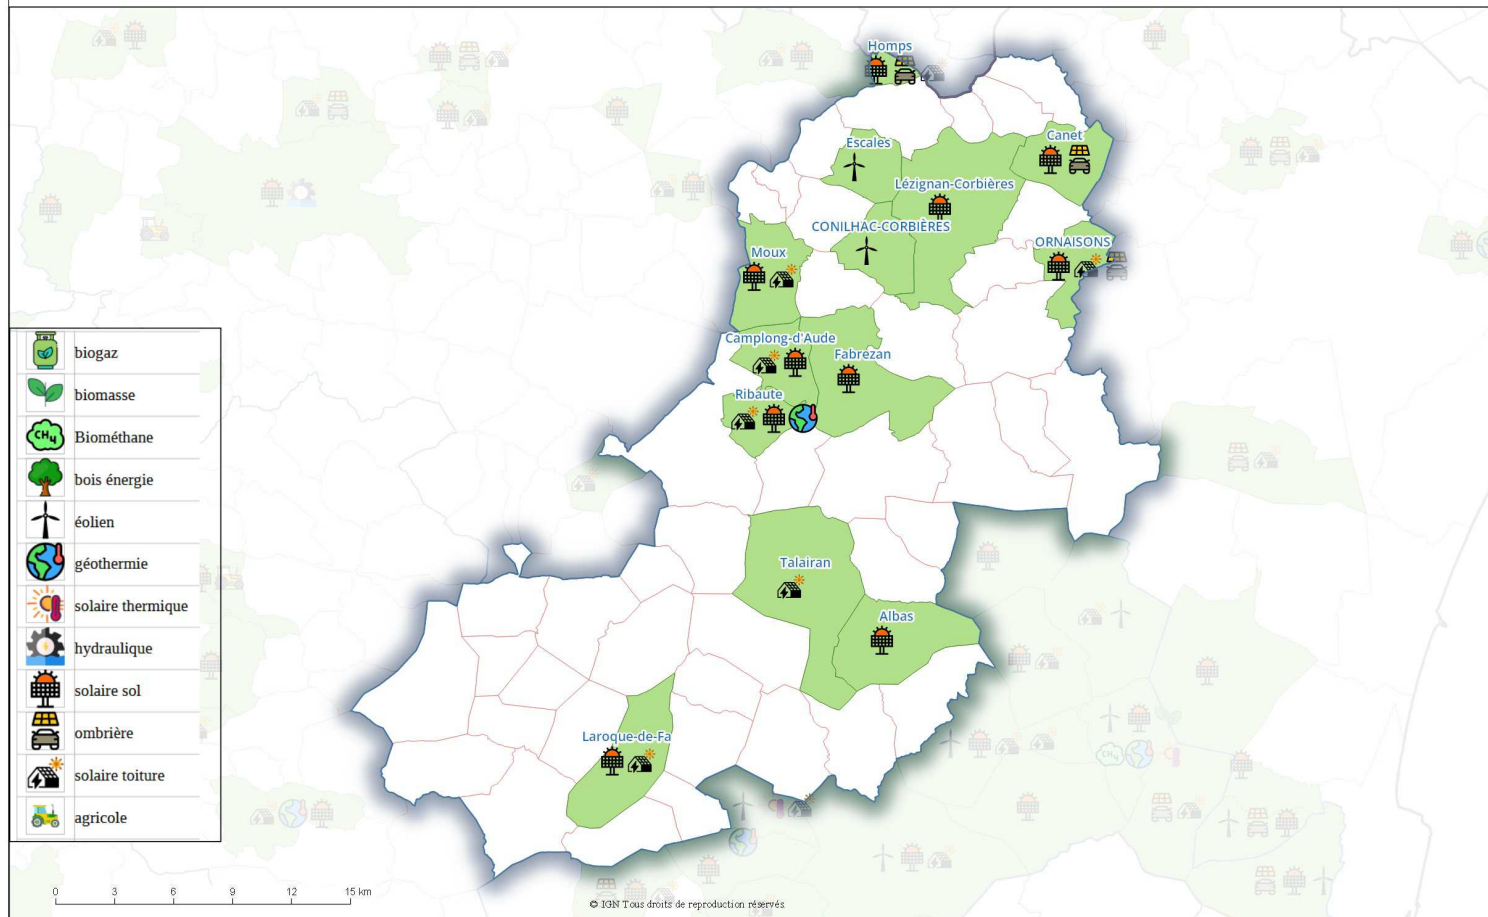 Homps
Canet
Escales
Lézignan-Corbières
CONILHAC-CORBIÈRES
ORNAISONS
Moux
Camplong-d'Aude
Fabrezan
Ribaute
Talairan
Albas
Laroque-de-Fa
biogaz
biomasse
CH4
Biométhane
bois énergie
éolien
géothermie
solaire thermique
hydraulique
solaire sol
ombrière
solaire toiture
agricole
0 3 6 9 12 15 km
© IGN Tous droits de reproduction réservés.